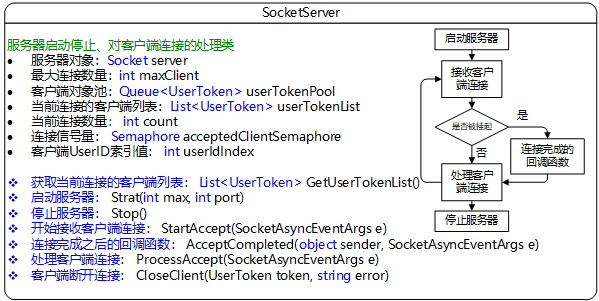 SocketServer
服务器启动停止、对客户端连接的处理类
服务器对象：Socket server
最大连接数量：int maxClient
客户端对象池：Queue<UserToken> userTokenPool
当前连接的客户端列表：List<UserToken> userTokenList
当前连接数量：int count
连接信号量：Semaphore acceptedClientSemaphore
客户端UserID索引值：int userIdIndex
获取当前连接的客户端列表：List<UserToken> GetUserTokenList()
启动服务器：Strat(int max, int port)
停止服务器：Stop()
开始接收客户端连接：StartAccept(SocketAsyncEventArgs e)
连接完成之后的回调函数：AcceptCompleted(object sender, SocketAsyncEventArgs e)
处理客户端连接：ProcessAccept(SocketAsyncEventArgs e)
客户端断开连接：CloseClient(UserToken token, string error)
启动服务器
接收客户
端连接
是否被挂起
是
否
连接完成的
回调函数
处理客户
端连接
停止服务器